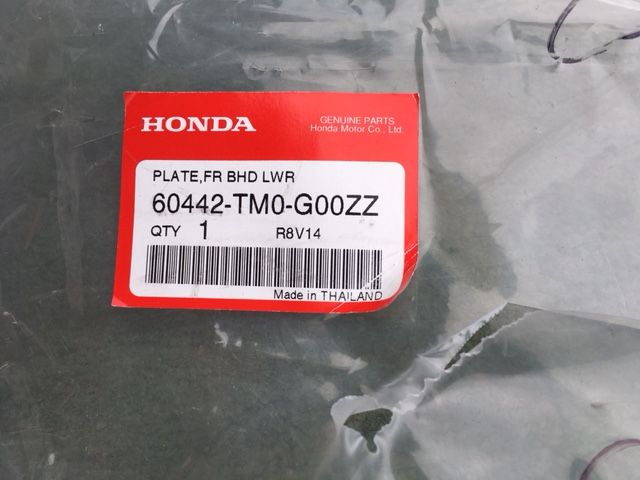 HONDA
GENUINE PARTS
Honda Motor Co., Ltd.
PLATE,FR BHD LWR
60442-TM0-G00ZZ
QTY 1 R8V14
Made in THAILAND